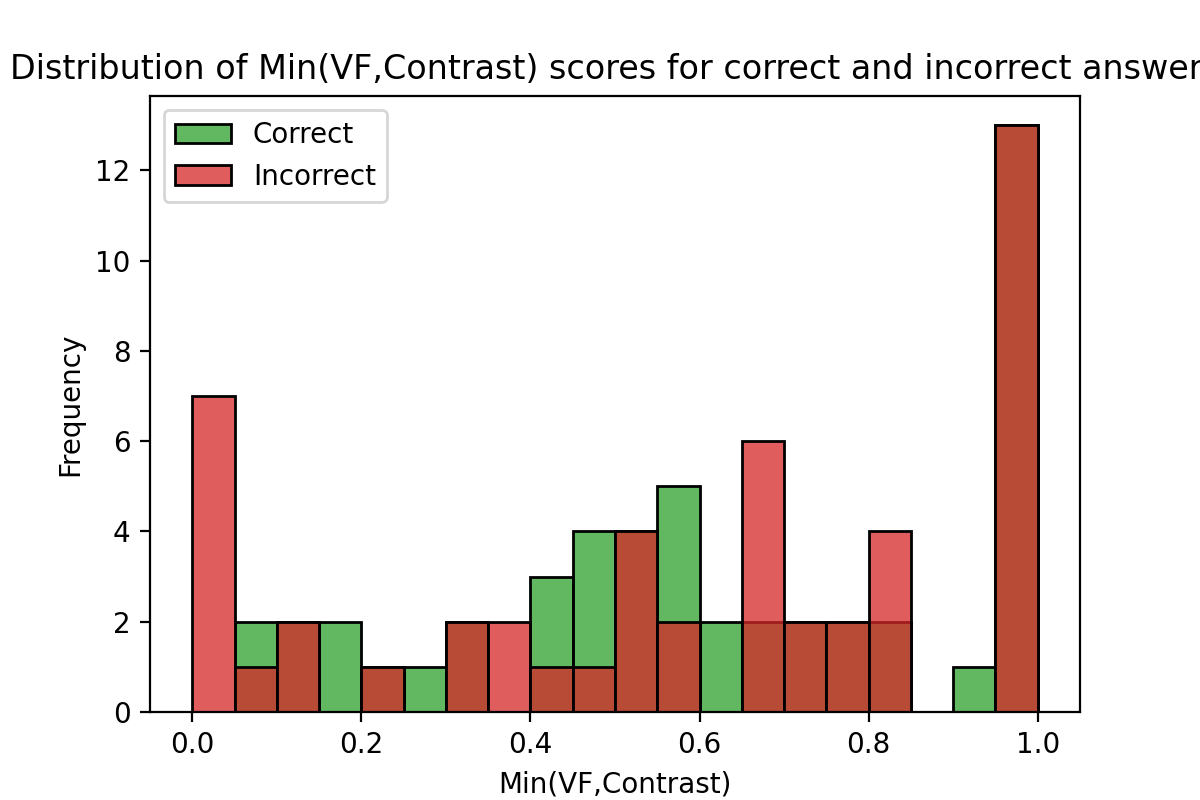 Distribution of Min(VF,Contrast) scores for correct and incorrect answer
Correct
Incorrect
Frequency
12
10
8
6
4
2
0
0.0 0.2 0.4 0.6 0.8 1.0
Min(VF,Contrast)